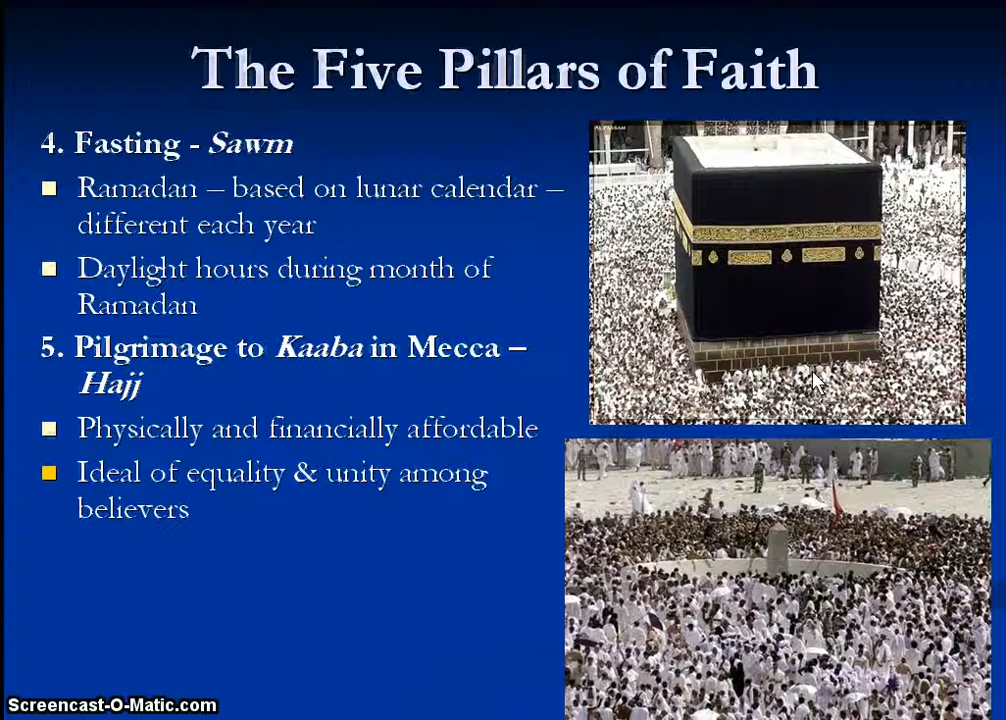 The Five Pillars of Faith
4. Fasting - Sawm
Ramadan – based on lunar calendar –
different each year
Daylight hours during month of
Ramadan
5. Pilgrimage to Kaaba in Mecca –
Hajj
Physically and financially affordable
Ideal of equality & unity among
believers
Screencast-O-Matic.com